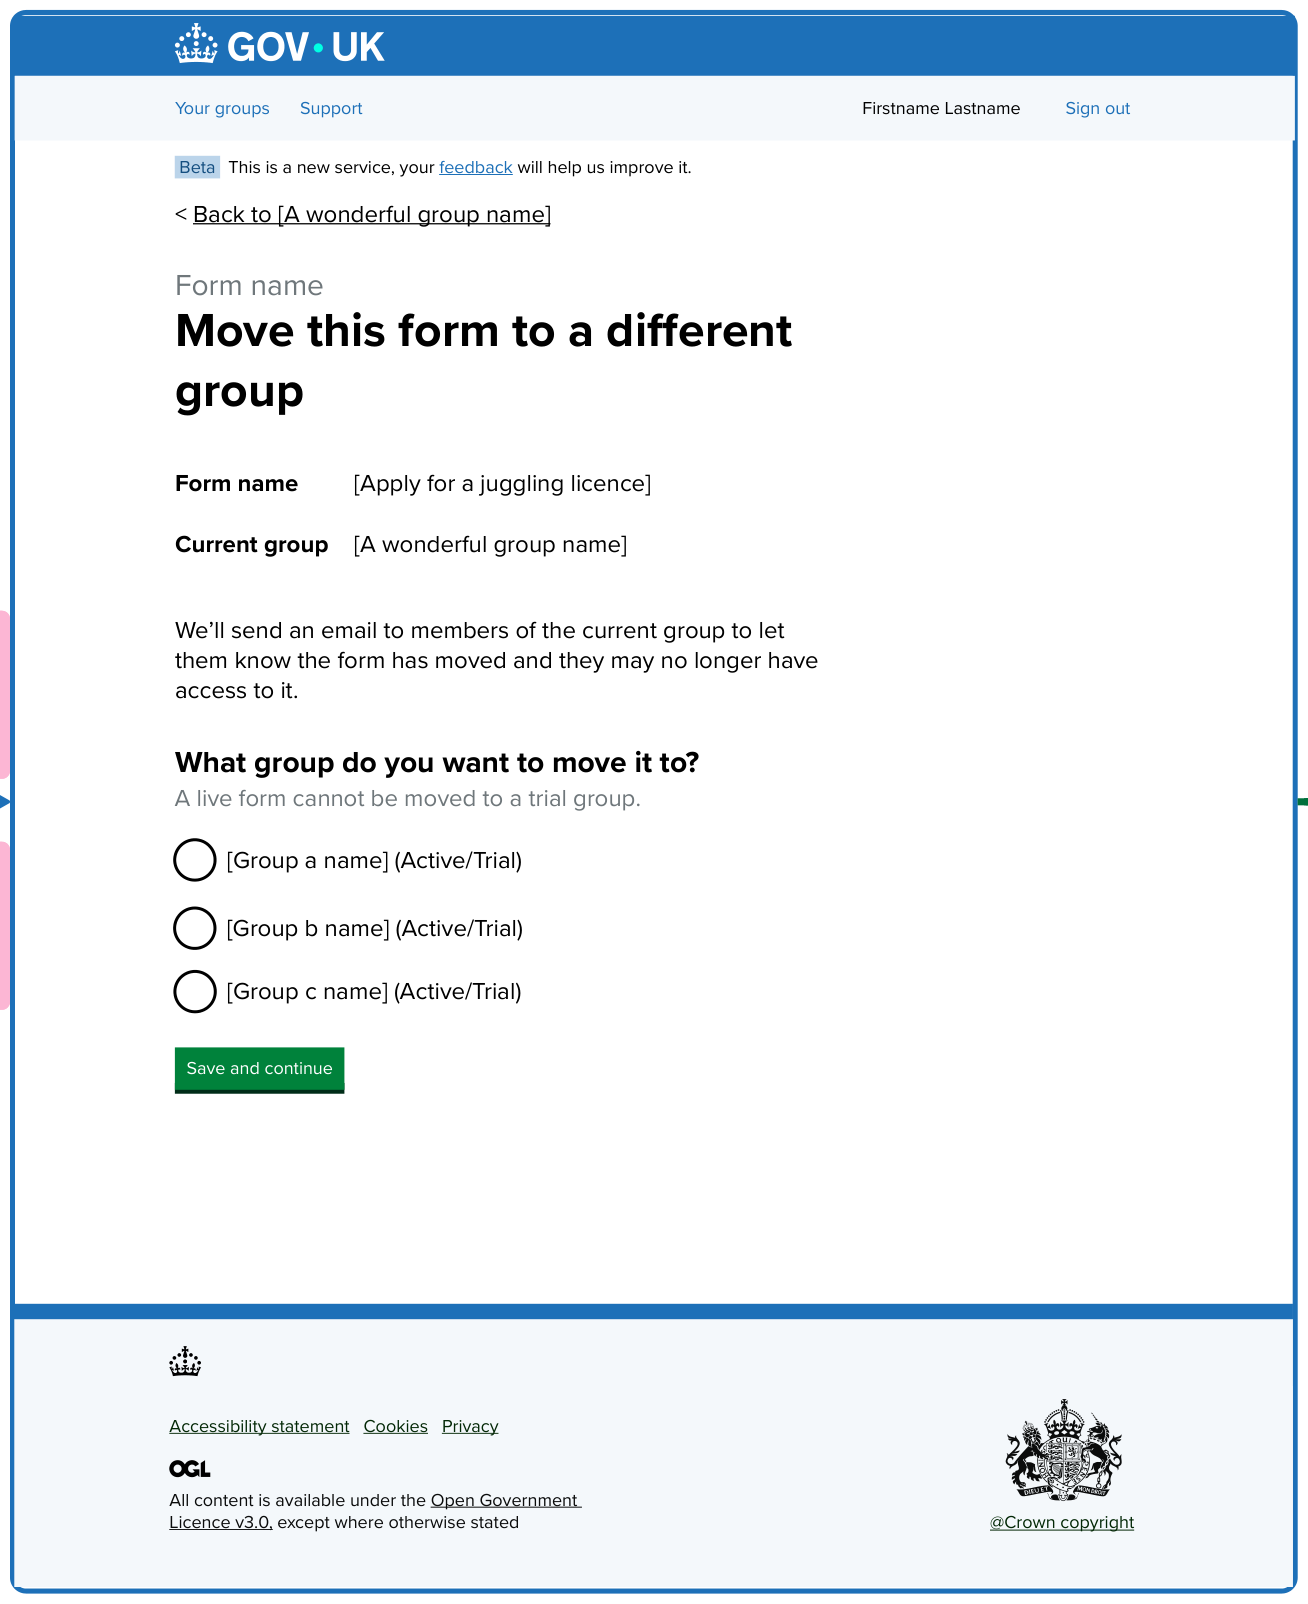 GOV·UK
Your groups Support Firstname Lastname Sign out
Beta This is a new service, your feedback will help us improve it.
< Back to [A wonderful group name]
Form name
Move this form to a different
group
Form name [Apply for a juggling licence]
Current group [A wonderful group name]
We’ll send an email to members of the current group to let
them know the form has moved and they may no longer have
access to it.
What group do you want to move it to?
A live form cannot be moved to a trial group.
[Group a name] (Active/Trial)
[Group b name] (Active/Trial)
[Group c name] (Active/Trial)
Save and continue
Accessibility statement Cookies Privacy
OGL
All content is available under the Open Government
Licence v3.0, except where otherwise stated
DIEU ET MON DROIT
@Crown copyright